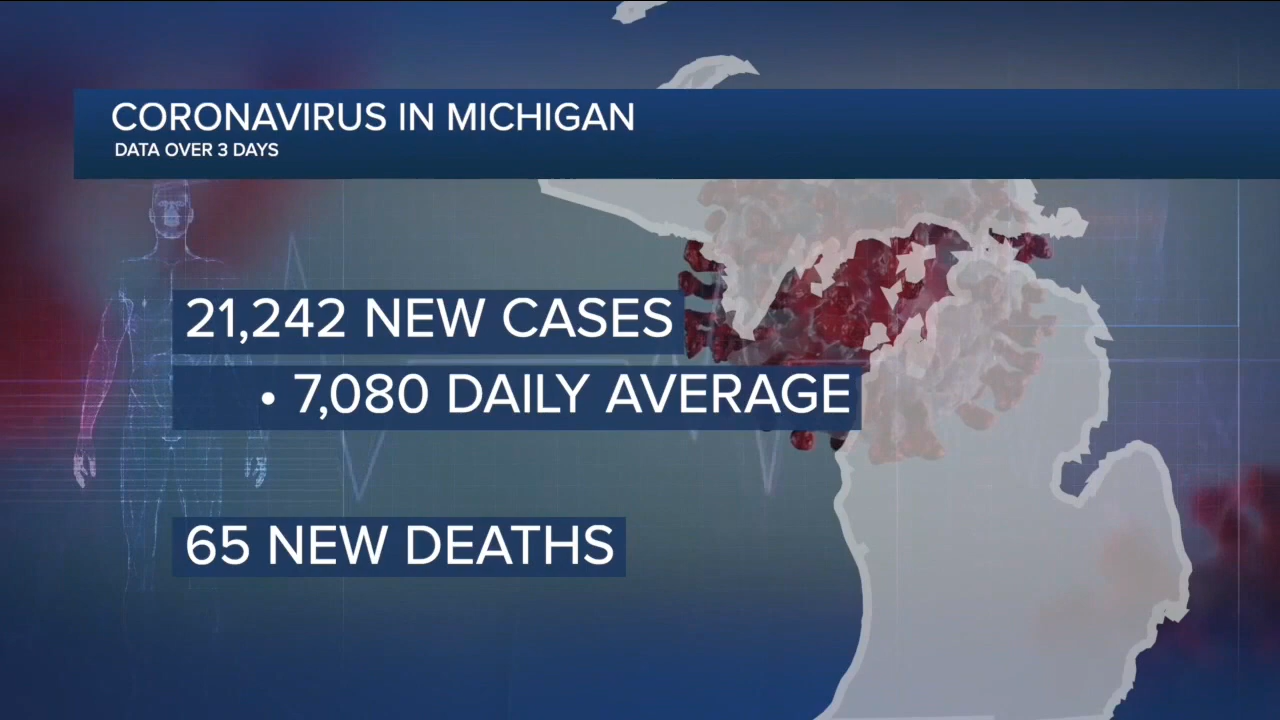 CORONAVIRUS IN MICHIGAN
DATA OVER 3 DAYS
21,242 NEW CASES
• 7,080 DAILY AVERAGE
65 NEW DEATHS